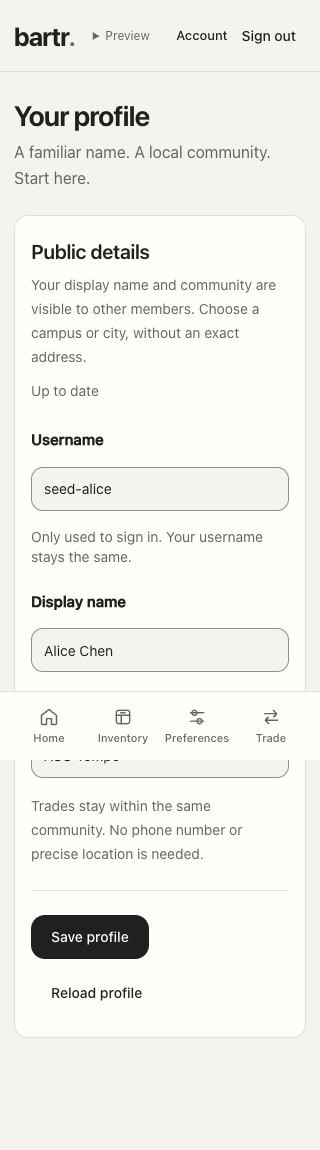 bartr.
Preview
Account
Sign out
Your profile
A familiar name. A local community.
Start here.
Public details
Your display name and community are
visible to other members. Choose a
campus or city, without an exact
address.
Up to date
Username
seed-alice
Only used to sign in. Your username
stays the same.
Display name
Alice Chen
Home
Inventory
Preferences
Trade
Trades stay within the same
community. No phone number or
precise location is needed.
Save profile
Reload profile